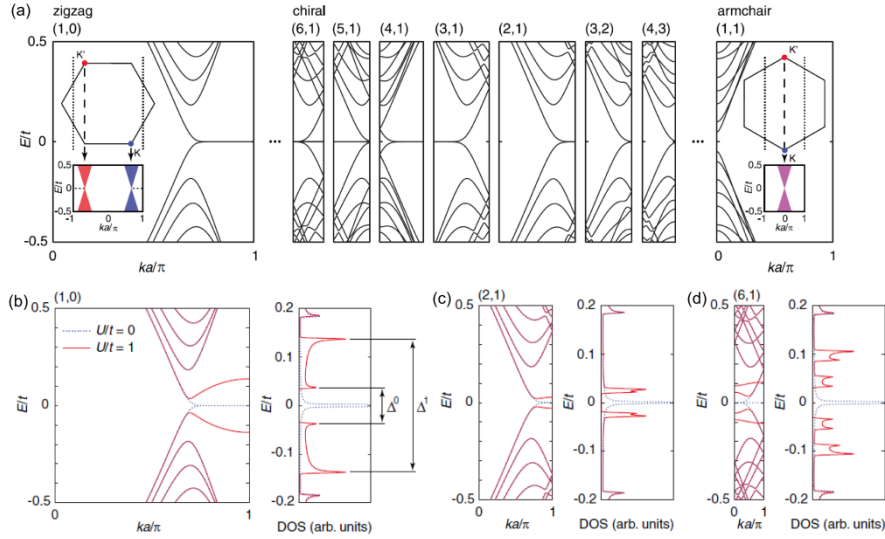 (a)
zigzag
(1,0)
chiral
(6,1) (5,1) (4,1) (3,1) (2,1) (3,2) (4,3)
armchair
(1,1)
0.5
0
-0.5
E/t
K'
K
E/t
0.5
0.0
-0.5
-1 0 1
ka/π
0 1
ka/π
...
...
K'
K
E/t
0.5
0.0
-0.5
-1 0 1
ka/π
0 1
ka/π
(b)
(1,0)
U/t = 0
U/t = 1
0.5
0
-0.5
E/t
0 1
ka/π
0.2
0.1
0
-0.1
-0.2
E/t
Δ⁰
Δ¹
DOS (arb. units)
(c)
(2,1)
0.5
0
-0.5
E/t
0 1
ka/π
0.2
0.1
0
-0.1
-0.2
E/t
DOS (arb. units)
(d)
(6,1)
0.5
0
-0.5
E/t
0 1
ka/π
0.2
0.1
0
-0.1
-0.2
E/t
DOS (arb. units)